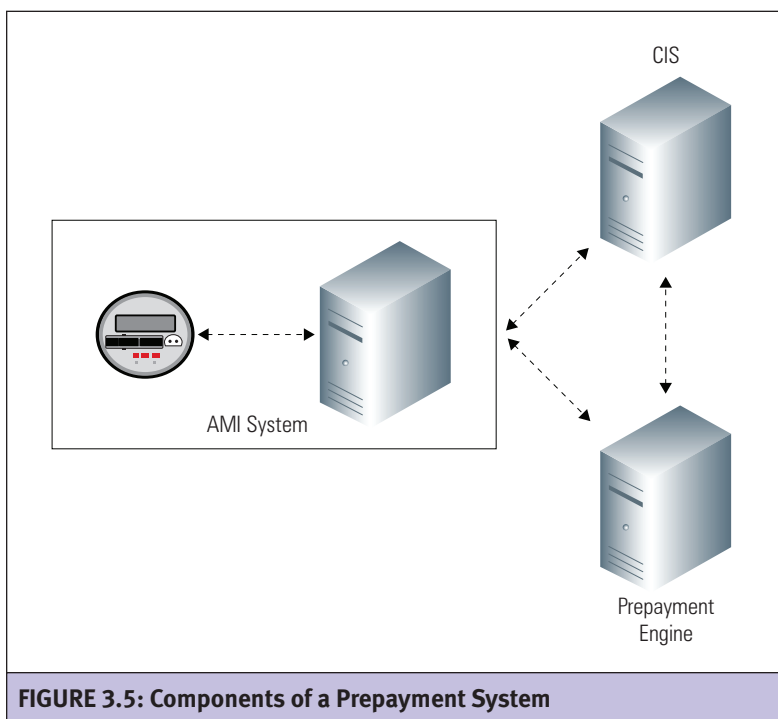 CIS
AMI System
Prepayment
Engine
FIGURE 3.5: Components of a Prepayment System